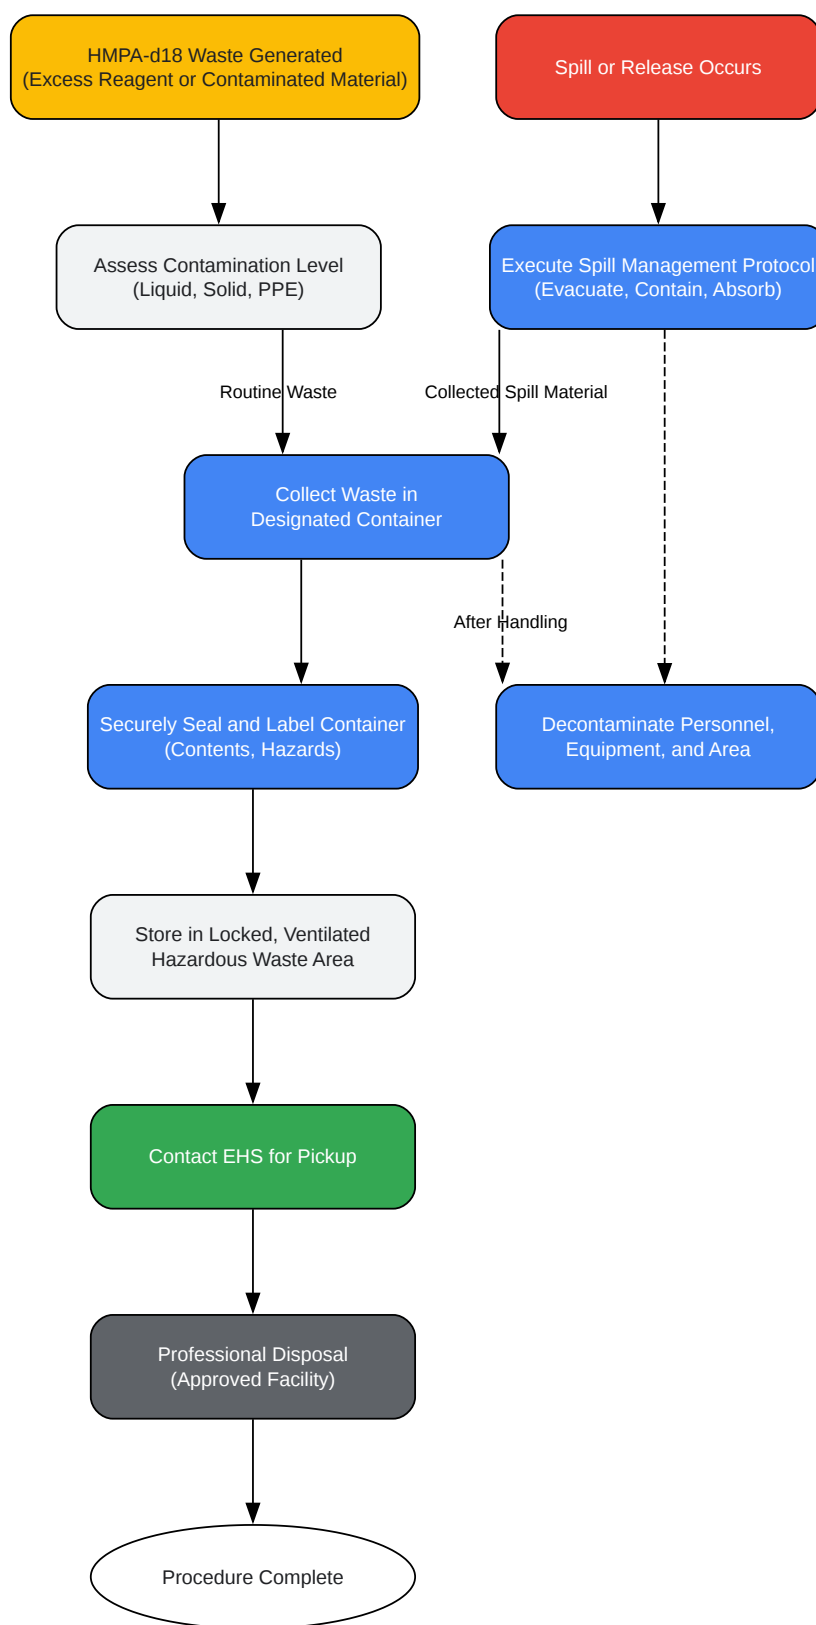 HMPA-d18 Waste Generated
(Excess Reagent or Contaminated Material)
Spill or Release Occurs
Assess Contamination Level
(Liquid, Solid, PPE)
Execute Spill Management Protocol
(Evacuate, Contain, Absorb)
Routine Waste
Collected Spill Material
Collect Waste in
Designated Container
After Handling
Securely Seal and Label Container
(Contents, Hazards)
Decontaminate Personnel,
Equipment, and Area
Store in Locked, Ventilated
Hazardous Waste Area
Contact EHS for Pickup
Professional Disposal
(Approved Facility)
Procedure Complete